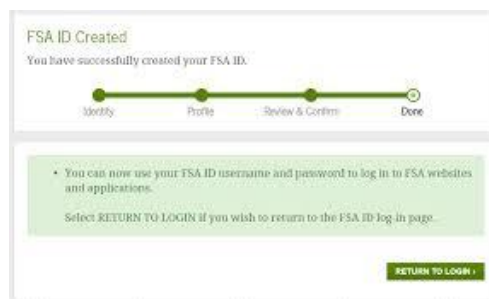 FSA ID Created
You have successfully created your FSA ID.
Identity Profile Review & Confirm Done
• You can now use your FSA ID username and password to log in to FSA websites
and applications.
Select RETURN TO LOGIN if you wish to return to the FSA ID log-in page.
RETURN TO LOGIN ›